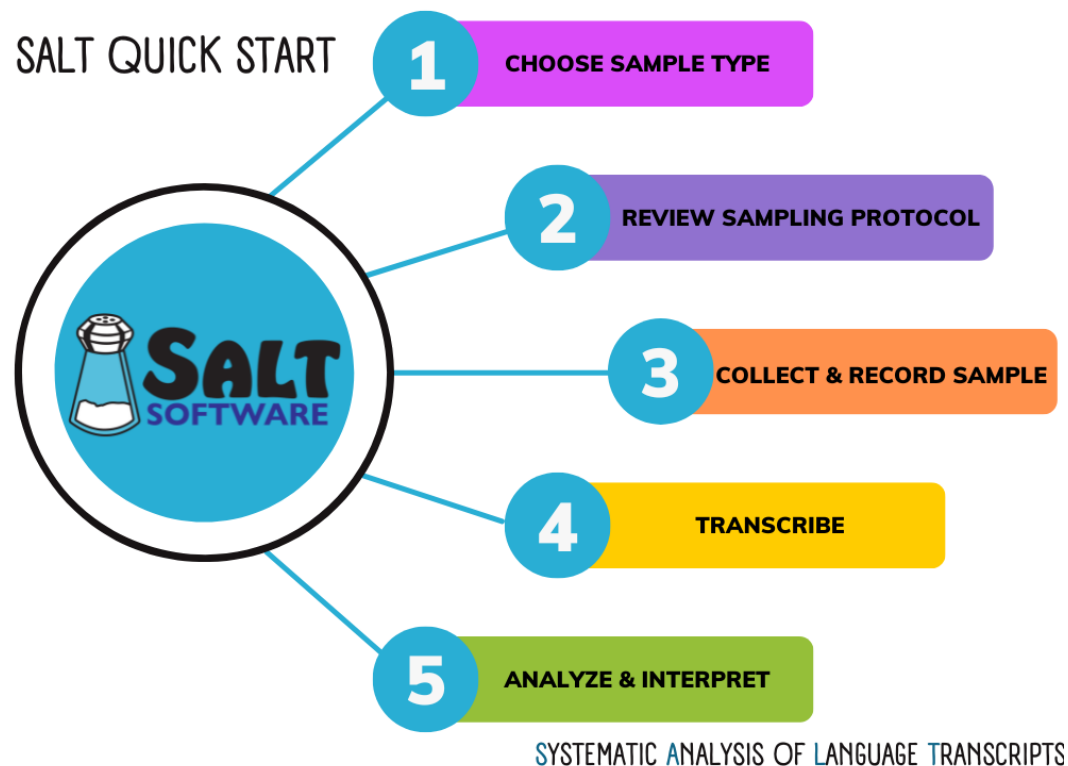 SALT QUICK START
1
CHOOSE SAMPLE TYPE
2
REVIEW SAMPLING PROTOCOL
SALT
SOFTWARE
3
COLLECT & RECORD SAMPLE
4
TRANSCRIBE
5
ANALYZE & INTERPRET
SYSTEMATIC ANALYSIS OF LANGUAGE TRANSCRIPTS